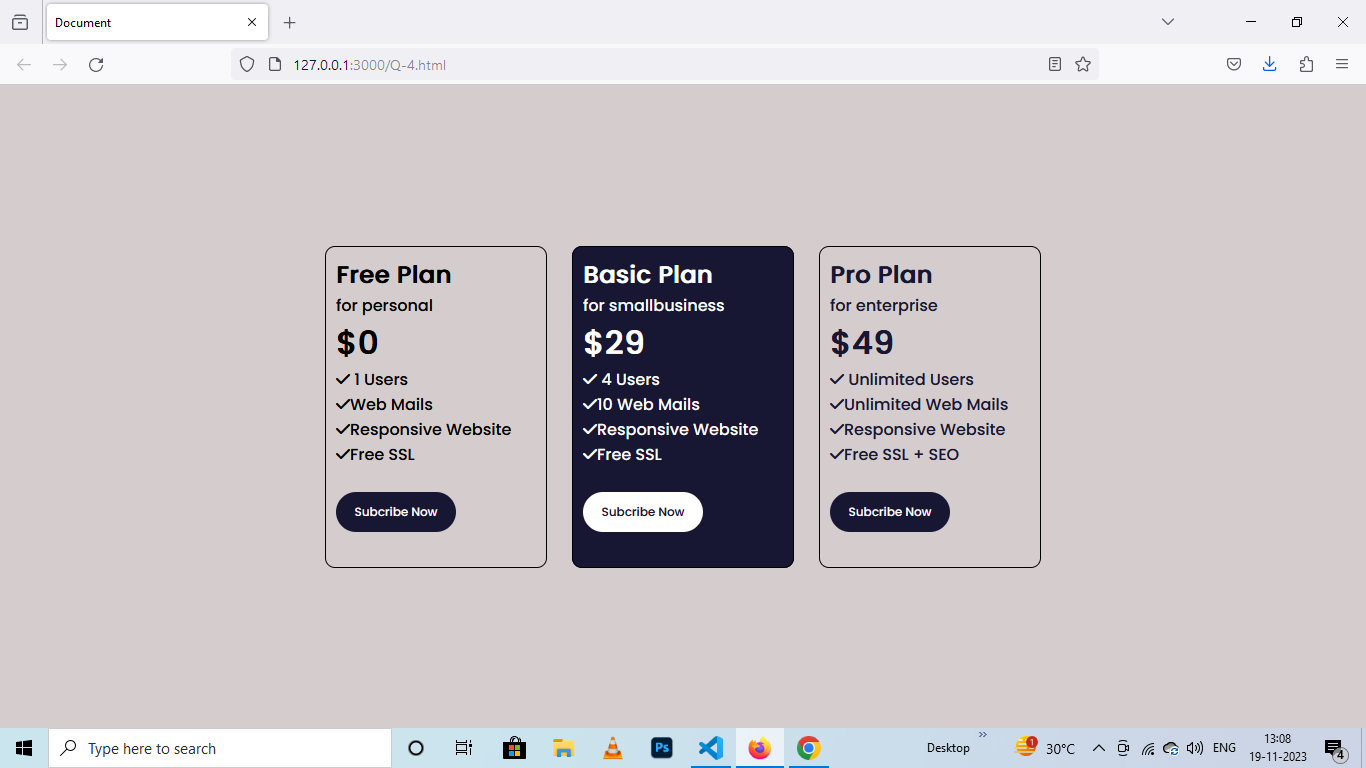 Document
127.0.0.1:3000/Q-4.html
Free Plan
for personal
$0
1 Users
Web Mails
Responsive Website
Free SSL
Subcribe Now
Basic Plan
for smallbusiness
$29
4 Users
10 Web Mails
Responsive Website
Free SSL
Subcribe Now
Pro Plan
for enterprise
$49
Unlimited Users
Unlimited Web Mails
Responsive Website
Free SSL + SEO
Subcribe Now
Type here to search
Ps
Desktop
»
1
30°C
ENG
13:08
19-11-2023
4